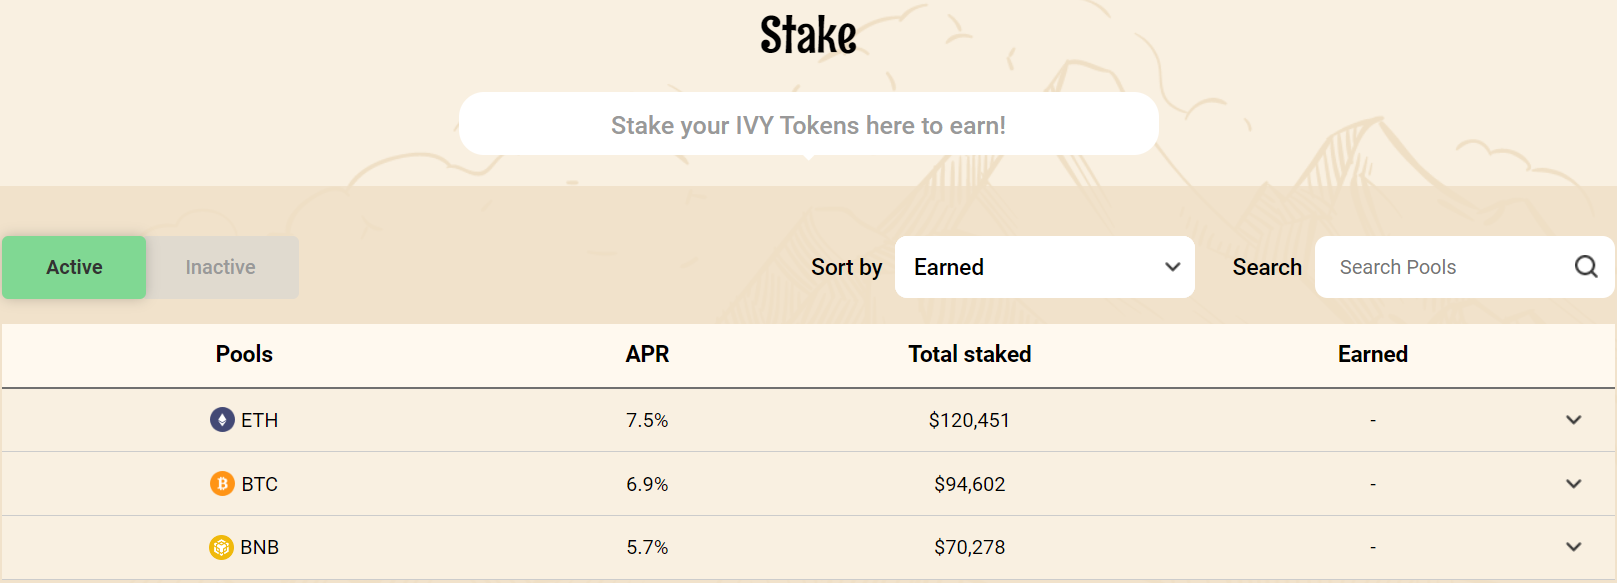 Stake
Stake your IVY Tokens here to earn!
Active Inactive Sort by Earned Search Search Pools
Pools APR Total staked Earned
ETH 7.5% $120,451 -
BTC 6.9% $94,602 -
BNB 5.7% $70,278 -